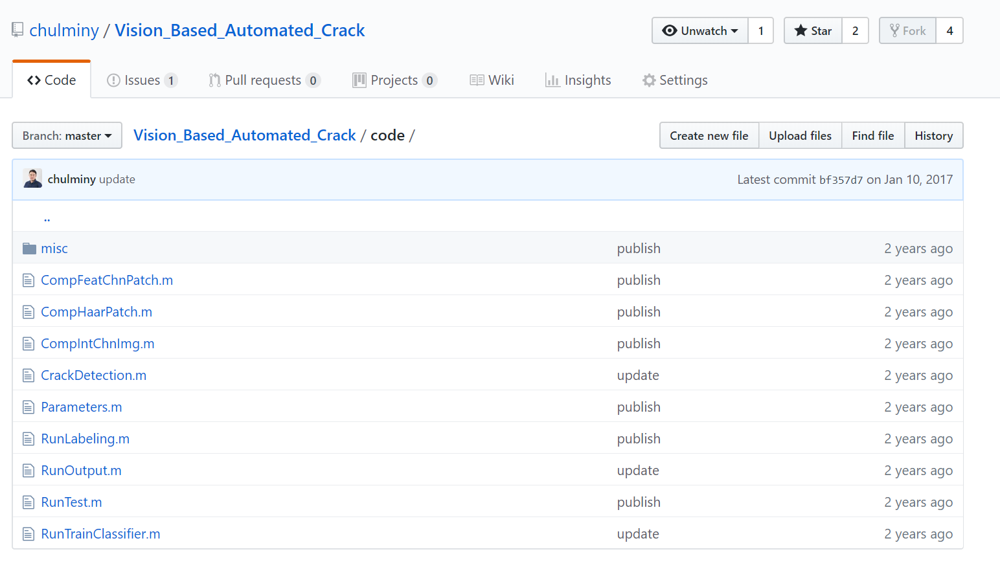 chulminy / Vision_Based_Automated_Crack
Unwatch 1 Star 2 Fork 4
Code Issues 1 Pull requests 0 Projects 0 Wiki Insights Settings
Branch: master Vision_Based_Automated_Crack / code / Create new file Upload files Find file History
chulminy update Latest commit bf357d7 on Jan 10, 2017
..
misc publish 2 years ago
CompFeatChnPatch.m publish 2 years ago
CompHaarPatch.m publish 2 years ago
CompIntChnImg.m publish 2 years ago
CrackDetection.m update 2 years ago
Parameters.m publish 2 years ago
RunLabeling.m publish 2 years ago
RunOutput.m update 2 years ago
RunTest.m publish 2 years ago
RunTrainClassifier.m update 2 years ago